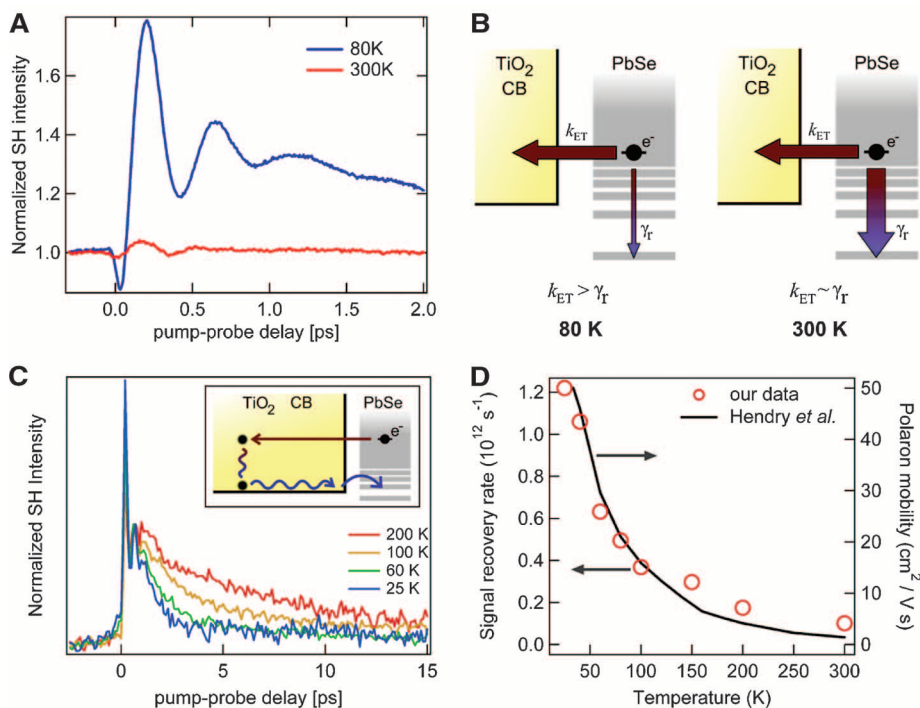 A
Normalized SH intensity
1.6
1.4
1.2
1.0
80K
300K
0.0
0.5
1.0
1.5
2.0
pump-probe delay [ps]
B
TiO2
CB
PbSe
kET
e-
γr
kET > γr
80 K
TiO2
CB
PbSe
kET
e-
γr
kET ~ γr
300 K
C
Normalized SH Intensity
TiO2 CB
PbSe
e-
200 K
100 K
60 K
25 K
0
5
10
15
pump-probe delay [ps]
D
Signal recovery rate (10^12 s^-1)
1.2
1.0
0.8
0.6
0.4
0.2
0.0
our data
Hendry et al.
50
40
30
20
10
0
Polaron mobility (cm^2 / V s)
50
100
150
200
250
300
Temperature (K)